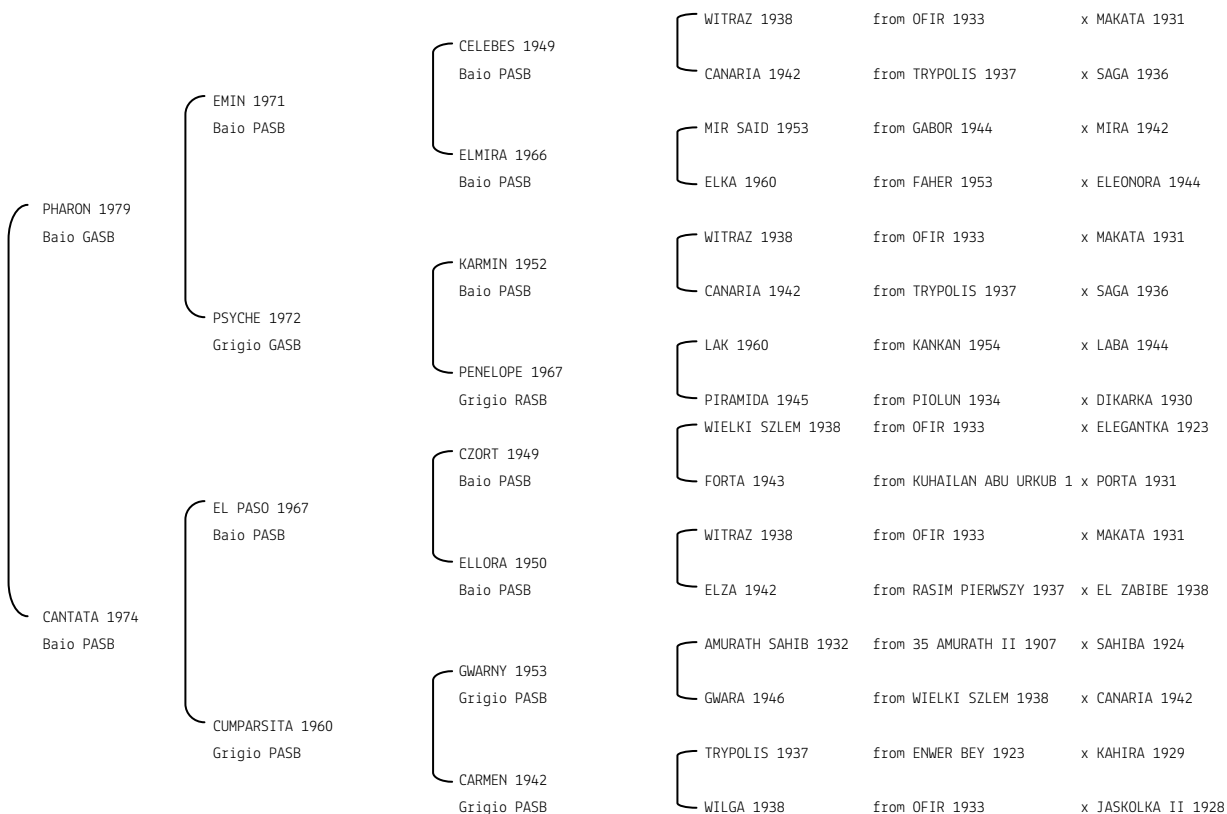 WITRAZ 1938 from OFIR 1933 x MAKATA 1931
CELEBES 1949
Baio PASB
CANARIA 1942 from TRYPOLIS 1937 x SAGA 1936
EMIN 1971
Baio PASB
MIR SAID 1953 from GABOR 1944 x MIRA 1942
ELMIRA 1966
Baio PASB
ELKA 1960 from FAHER 1953 x ELEONORA 1944
PHARON 1979
Baio GASB
WITRAZ 1938 from OFIR 1933 x MAKATA 1931
KARMIN 1952
Baio PASB
CANARIA 1942 from TRYPOLIS 1937 x SAGA 1936
PSYCHE 1972
Grigio GASB
LAK 1960 from KANKAN 1954 x LABA 1944
PENELOPE 1967
Grigio RASB
PIRAMIDA 1945 from PIOLUN 1934 x DIKARKA 1930
WIELKI SZLEM 1938 from OFIR 1933 x ELEGANTKA 1923
CZORT 1949
Baio PASB
FORTA 1943 from KUHAILAN ABU URKUB 1 x PORTA 1931
EL PASO 1967
Baio PASB
WITRAZ 1938 from OFIR 1933 x MAKATA 1931
ELLORA 1950
Baio PASB
ELZA 1942 from RASIM PIERWSZY 1937 x EL ZABIBE 1938
CANTATA 1974
Baio PASB
AMURATH SAHIB 1932 from 35 AMURATH II 1907 x SAHIBA 1924
GWARNY 1953
Grigio PASB
GWARA 1946 from WIELKI SZLEM 1938 x CANARIA 1942
CUMPARSITA 1960
Grigio PASB
TRYPOLIS 1937 from ENWER BEY 1923 x KAHIRA 1929
CARMEN 1942
Grigio PASB
WILGA 1938 from OFIR 1933 x JASKOLKA II 1928